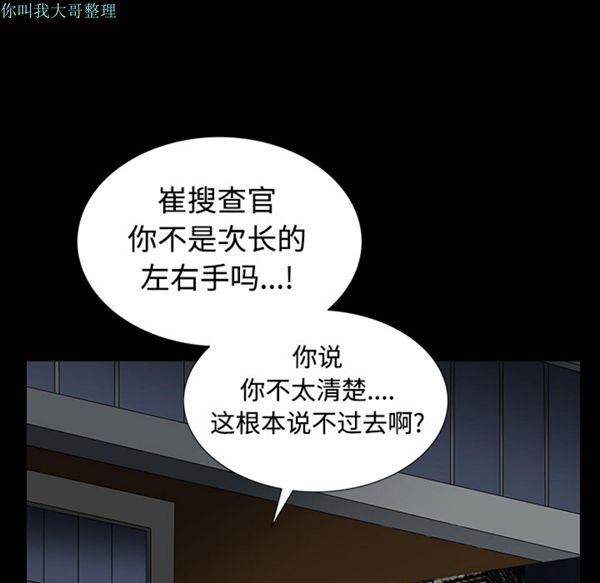 你叫我大哥整理
崔搜查官
你不是次长的
左右手吗...!
你说
你不太清楚....
这根本说不过去啊?